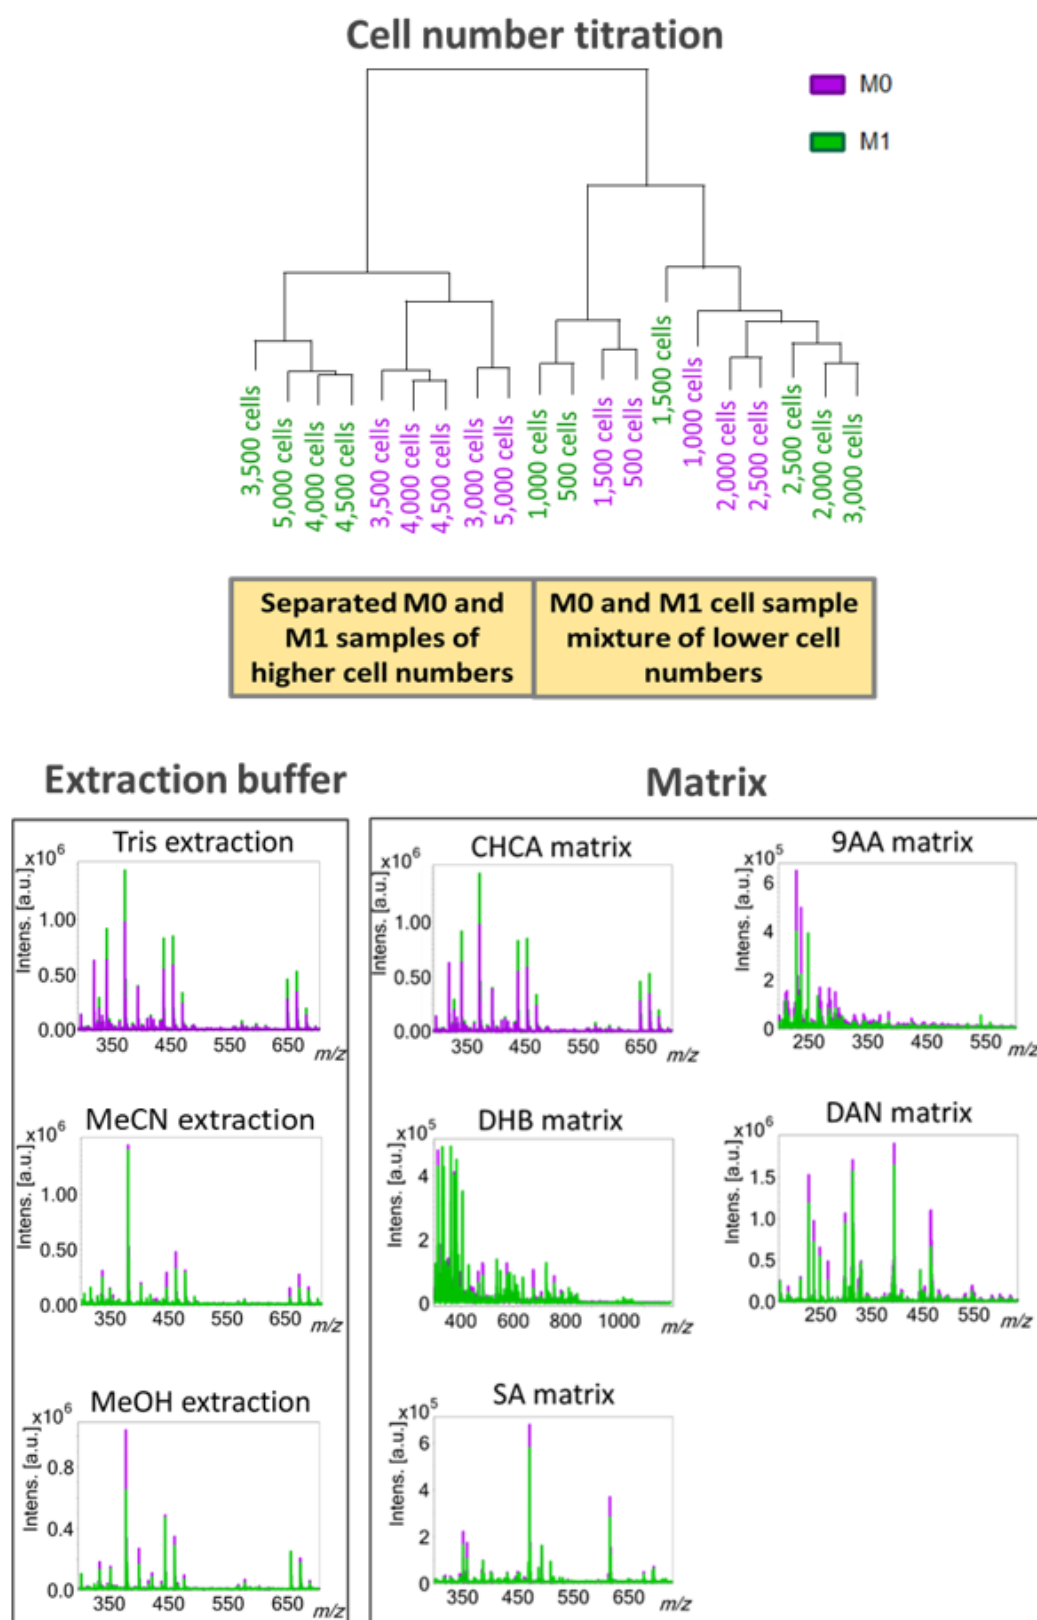 Cell number titration
M0
M1
3,500 cells
5,000 cells
4,000 cells
4,500 cells
3,500 cells
4,000 cells
4,500 cells
3,000 cells
5,000 cells
1,000 cells
500 cells
1,500 cells
500 cells
1,500 cells
1,000 cells
2,000 cells
2,500 cells
2,500 cells
2,000 cells
3,000 cells
Separated M0 and
M1 samples of
higher cell numbers
M0 and M1 cell sample
mixture of lower cell
numbers
Extraction buffer
Tris extraction
x10⁶
Intens. [a.u.]
1.00
0.50
0.00
350 450 550 650 m/z
MeCN extraction
x10⁶
Intens. [a.u.]
1.00
0.50
0.00
350 450 550 650 m/z
MeOH extraction
x10⁶
Intens. [a.u.]
0.8
0.4
0.0
350 450 550 650 m/z
Matrix
CHCA matrix
x10⁶
Intens. [a.u.]
1.00
0.50
0.00
350 450 550 650 m/z
9AA matrix
x10⁵
Intens. [a.u.]
6
4
2
0
250 350 450 550 m/z
DHB matrix
x10⁵
Intens. [a.u.]
4
2
0
400 600 800 1000 m/z
DAN matrix
x10⁶
Intens. [a.u.]
1.5
1.0
0.5
0.0
250 350 450 550 m/z
SA matrix
x10⁵
Intens. [a.u.]
6
4
2
0
350 450 550 650 m/z